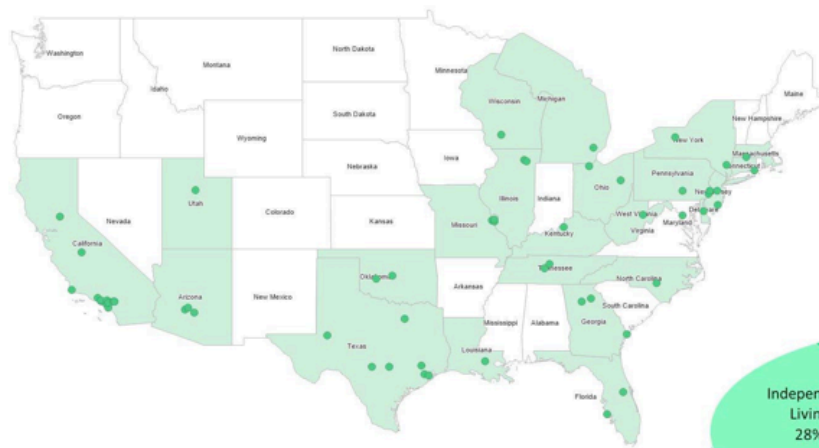 Washington
Montana
North Dakota
Minnesota
Maine
Oregon
Idaho
South Dakota
Wisconsin
Michigan
New Hampshire
Wyoming
New York
Massachusetts
Connecticut
Iowa
Nebraska
Pennsylvania
Nevada
Utah
Colorado
Kansas
Illinois
Indiana
Ohio
New Jersey
Missouri
West Virginia
Maryland
Delaware
California
Kentucky
Virginia
Arizona
New Mexico
Oklahoma
Arkansas
Tennessee
North Carolina
South Carolina
Mississippi
Alabama
Georgia
Texas
Louisiana
Florida
Indepen
Livin
28%